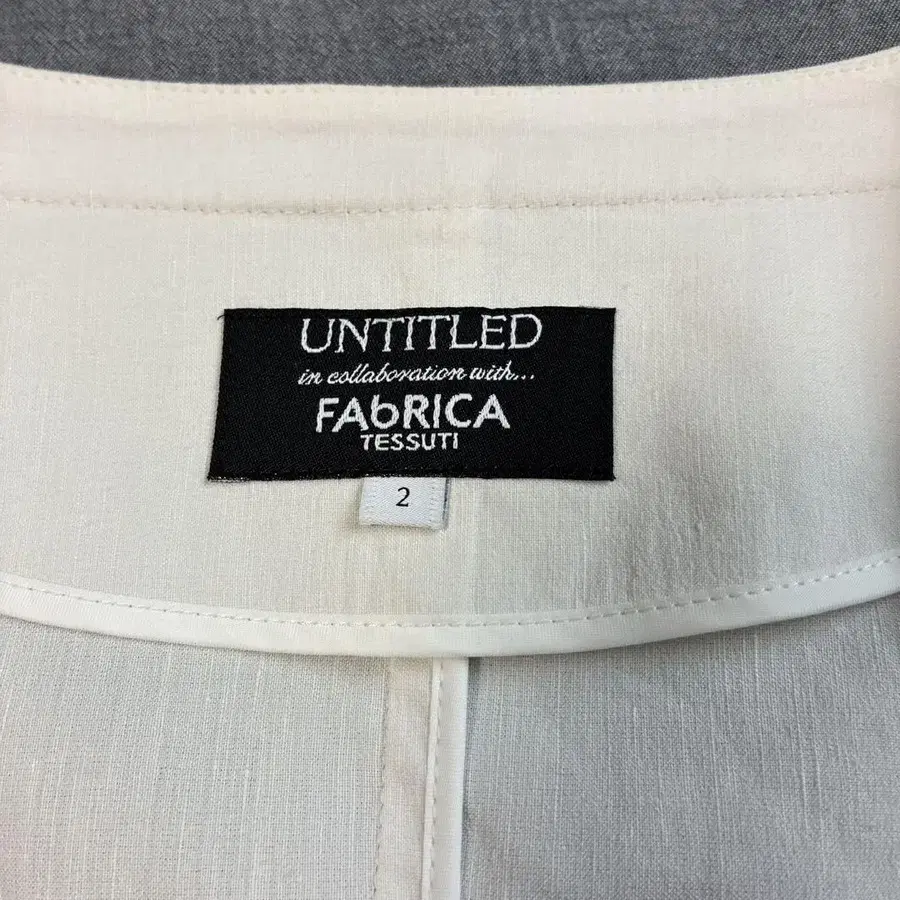 UNTITLED
in collaboration with...
FAbRICA
TESSUTI
2